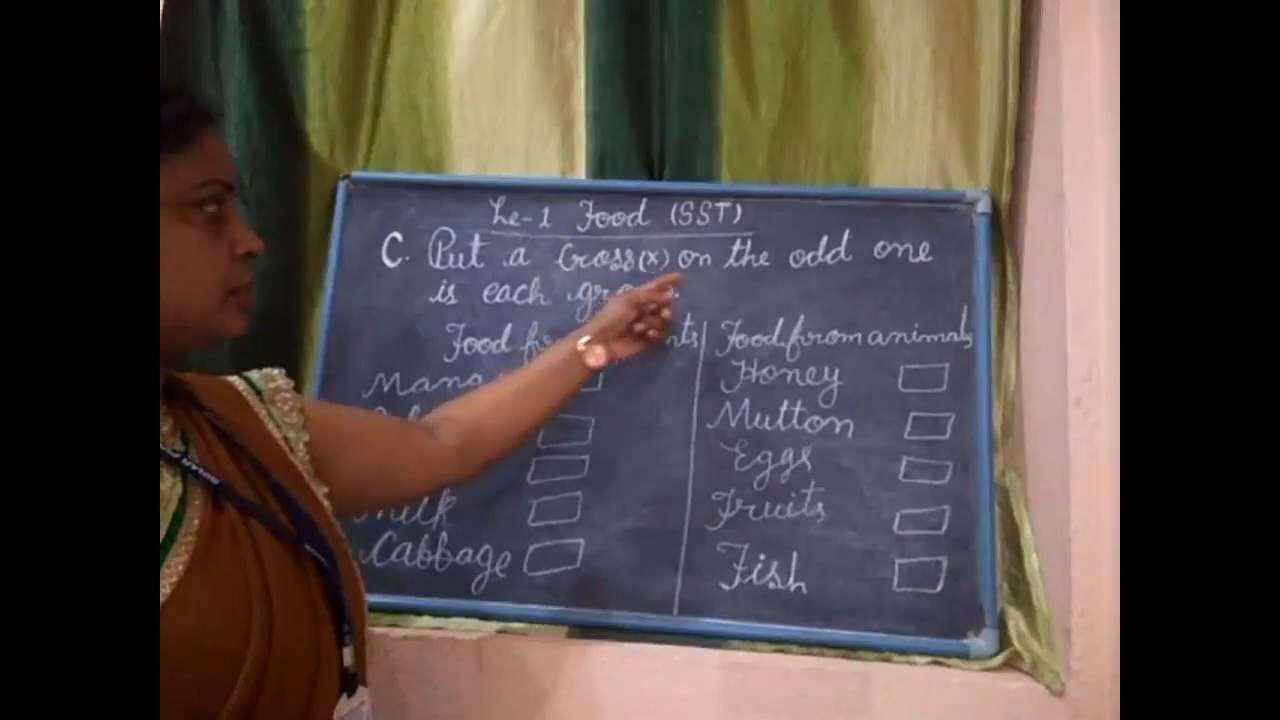 Le-1 Food (SST)
C. Put a Cross(x) on the odd one
is each
Food
Honey
Mutton
Milk
Eggs
Cabbage
Food from animals
Fruits
Fish